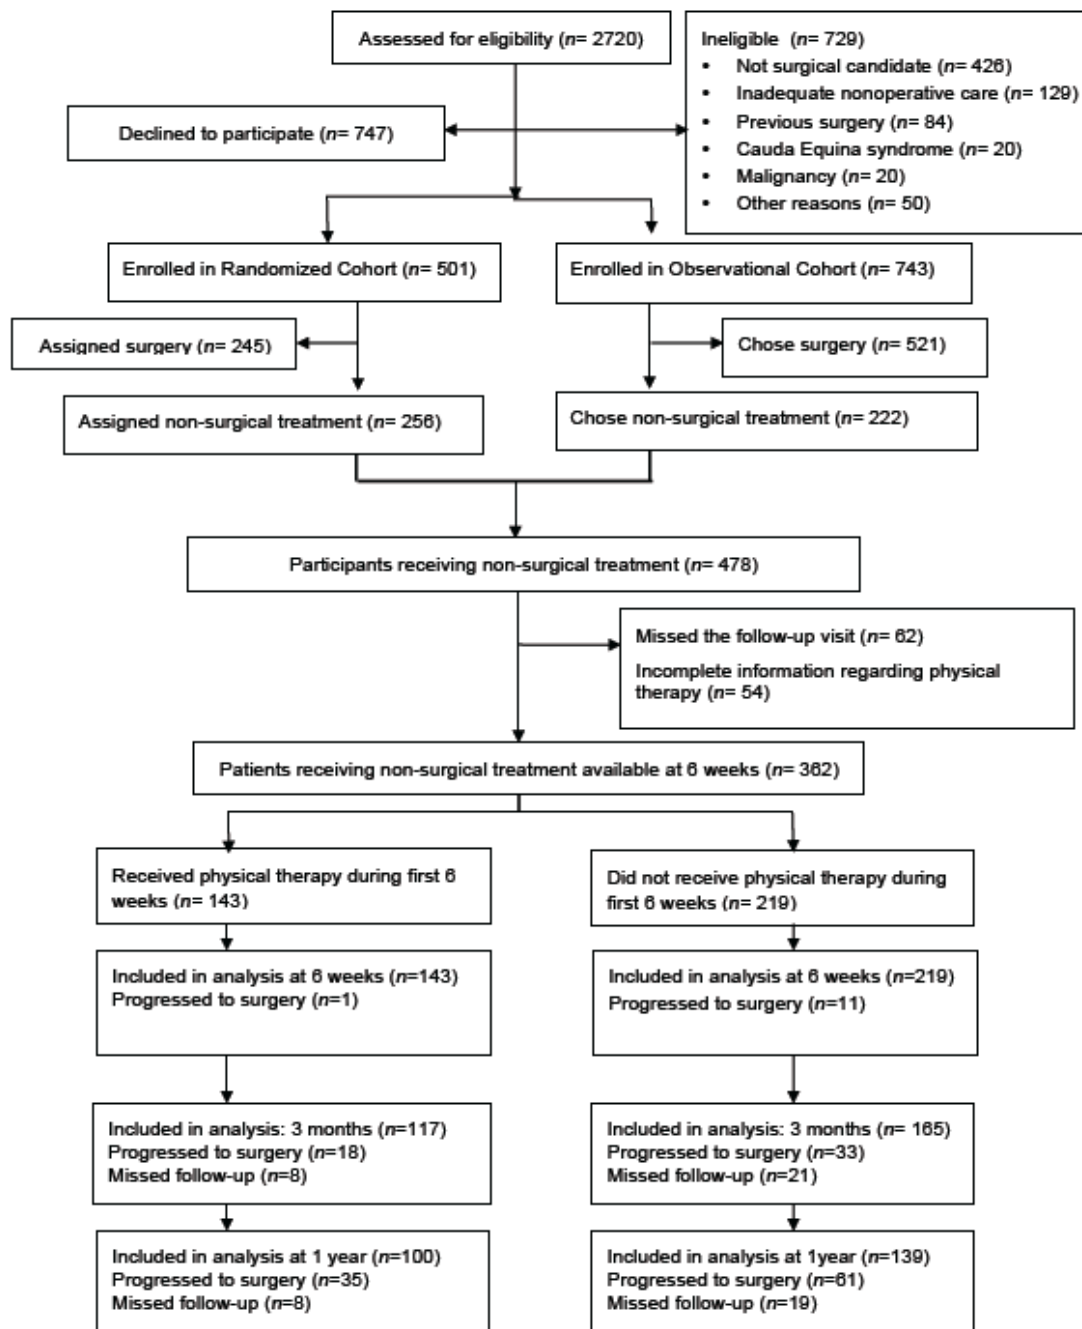 Assessed for eligibility (n= 2720)
Ineligible (n= 729)
• Not surgical candidate (n= 426)
• Inadequate nonoperative care (n= 129)
• Previous surgery (n= 84)
• Cauda Equina syndrome (n= 20)
• Malignancy (n= 20)
• Other reasons (n= 50)
Declined to participate (n= 747)
Enrolled in Randomized Cohort (n= 501)
Enrolled in Observational Cohort (n= 743)
Assigned surgery (n= 245)
Chose surgery (n= 521)
Assigned non-surgical treatment (n= 256)
Chose non-surgical treatment (n= 222)
Participants receiving non-surgical treatment (n= 478)
Missed the follow-up visit (n= 62)
Incomplete information regarding physical
therapy (n= 54)
Patients receiving non-surgical treatment available at 6 weeks (n= 362)
Received physical therapy during first 6
weeks (n= 143)
Did not receive physical therapy during
first 6 weeks (n= 219)
Included in analysis at 6 weeks (n=143)
Progressed to surgery (n=1)
Included in analysis at 6 weeks (n=219)
Progressed to surgery (n=11)
Included in analysis: 3 months (n=117)
Progressed to surgery (n=18)
Missed follow-up (n=8)
Included in analysis: 3 months (n= 165)
Progressed to surgery (n=33)
Missed follow-up (n=21)
Included in analysis at 1 year (n=100)
Progressed to surgery (n=35)
Missed follow-up (n=8)
Included in analysis at 1year (n=139)
Progressed to surgery (n=61)
Missed follow-up (n=19)